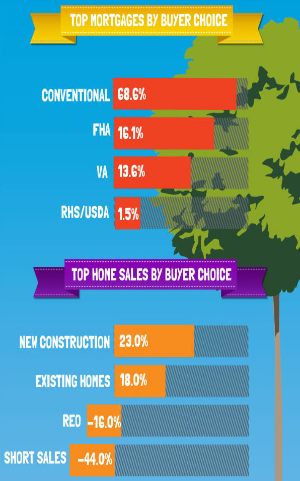 TOP MORTGAGES BY BUYER CHOICE
CONVENTIONAL 68.6%
FHA 16.1%
VA 13.6%
RHS/USDA 1.5%
TOP HOME SALES BY BUYER CHOICE
NEW CONSTRUCTION 23.0%
EXISTING HOMES 18.0%
REO -16.0%
SHORT SALES -44.0%